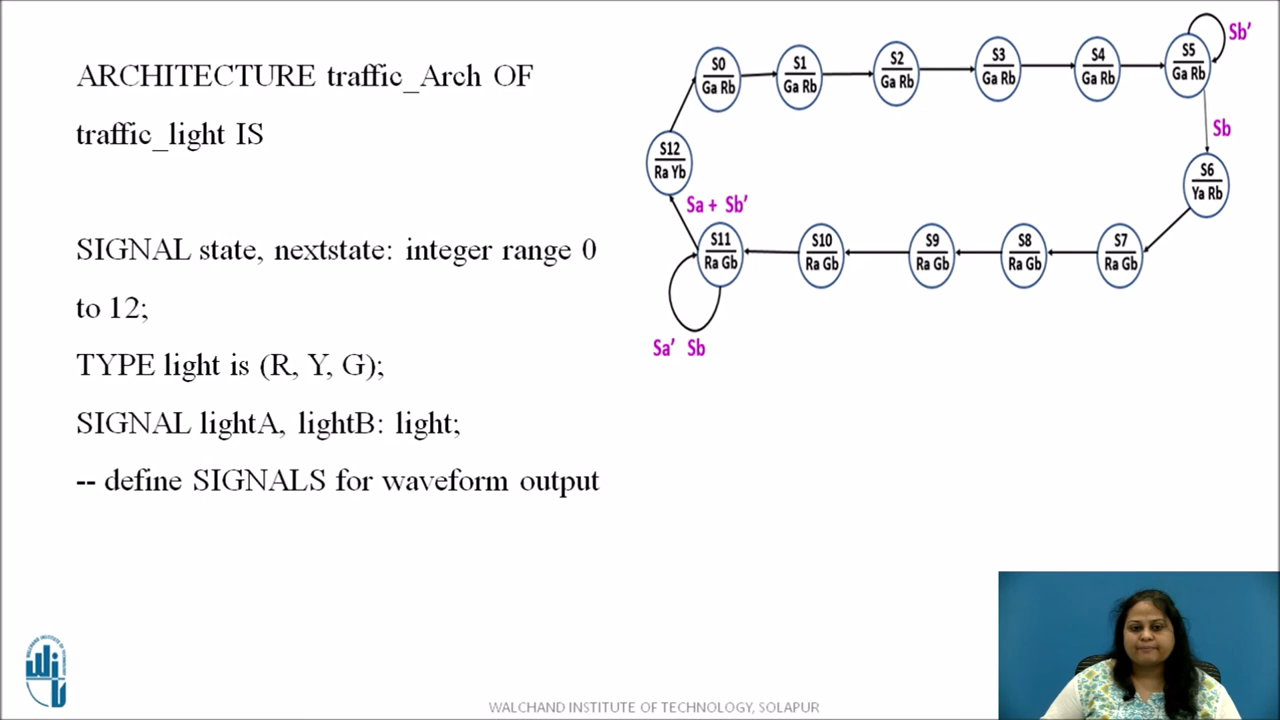 ARCHITECTURE traffic_Arch OF
traffic_light IS
SIGNAL state, nextstate: integer range 0
to 12;
TYPE light is (R, Y, G);
SIGNAL lightA, lightB: light;
-- define SIGNALS for waveform output
S0
Ga Rb
S1
Ga Rb
S2
Ga Rb
S3
Ga Rb
S4
Ga Rb
S5
Ga Rb
Sb’
Sb
S12
Ra Yb
S6
Ya Rb
Sa + Sb’
S11
Ra Gb
S10
Ra Gb
S9
Ra Gb
S8
Ra Gb
S7
Ra Gb
Sa’ Sb
WALCHAND INSTITUTE OF TECHNOLOGY, SOLAPUR